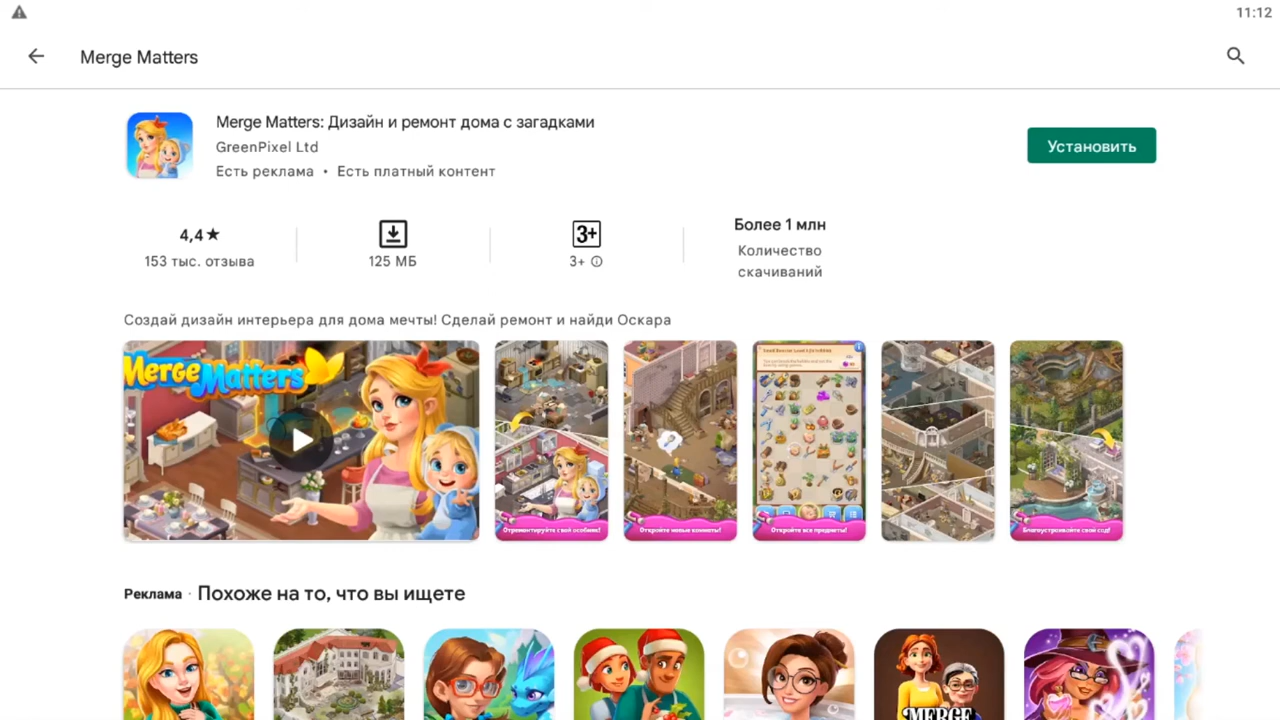 11:12
Merge Matters
Merge Matters: Дизайн и ремонт дома с загадками
GreenPixel Ltd
Есть реклама • Есть платный контент
Установить
4,4★
153 тыс. отзыва
125 МБ
3+
3+
Более 1 млн
Количество
скачиваний
Создай дизайн интерьера для дома мечты! Сделай ремонт и найди Оскара
Merge Matters
Отремонтируйте свой особняк!
Откройте новые комнаты!
Откройте все предметы!
Благоустраивайте свой сад!
Реклама · Похоже на то, что вы ищете
MERGE